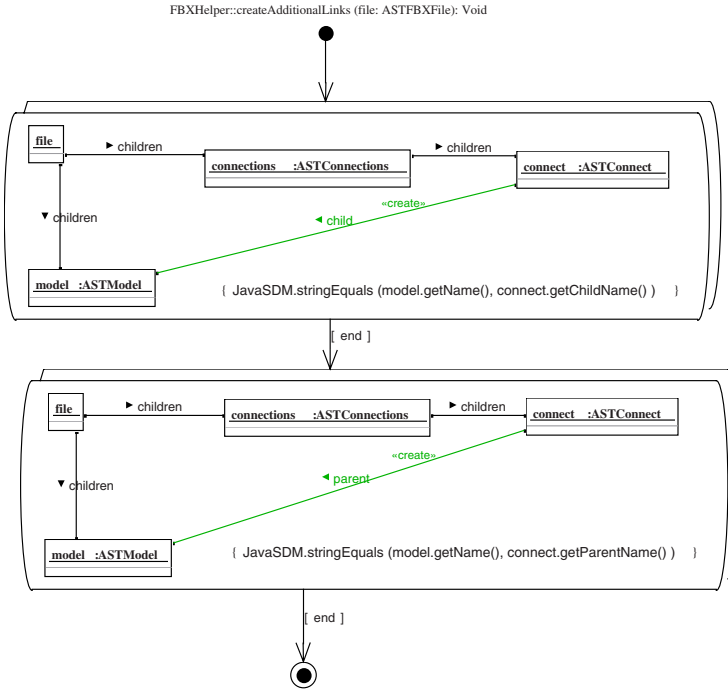 FBXHelper::createAdditionalLinks (file: ASTFBXFile): Void
file
► children
connections :ASTConnections
► children
connect :ASTConnect
«create»
◄ child
▼ children
model :ASTModel
{ JavaSDM.stringEquals (model.getName(), connect.getChildName() ) }
[ end ]
file
► children
connections :ASTConnections
► children
connect :ASTConnect
«create»
◄ parent
▼ children
model :ASTModel
{ JavaSDM.stringEquals (model.getName(), connect.getParentName() ) }
[ end ]